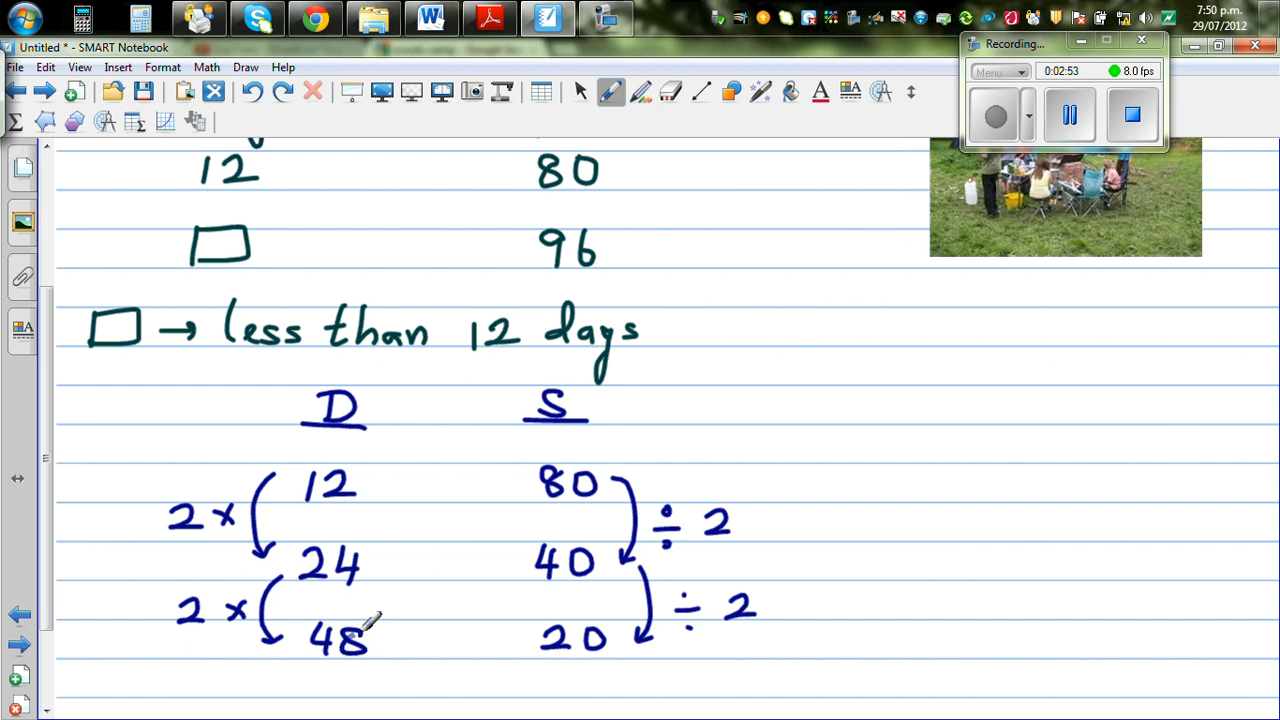 7:50 pm
29/07/2012
Untitled * - SMART Notebook
Recording...
File Edit View Insert Format Math Draw Help
Menu 0:02:53 8.0 fps
12 80
96
→ less than 12 days
D S
12 80
2 × ÷ 2
24 40
2 × ÷ 2
48 20